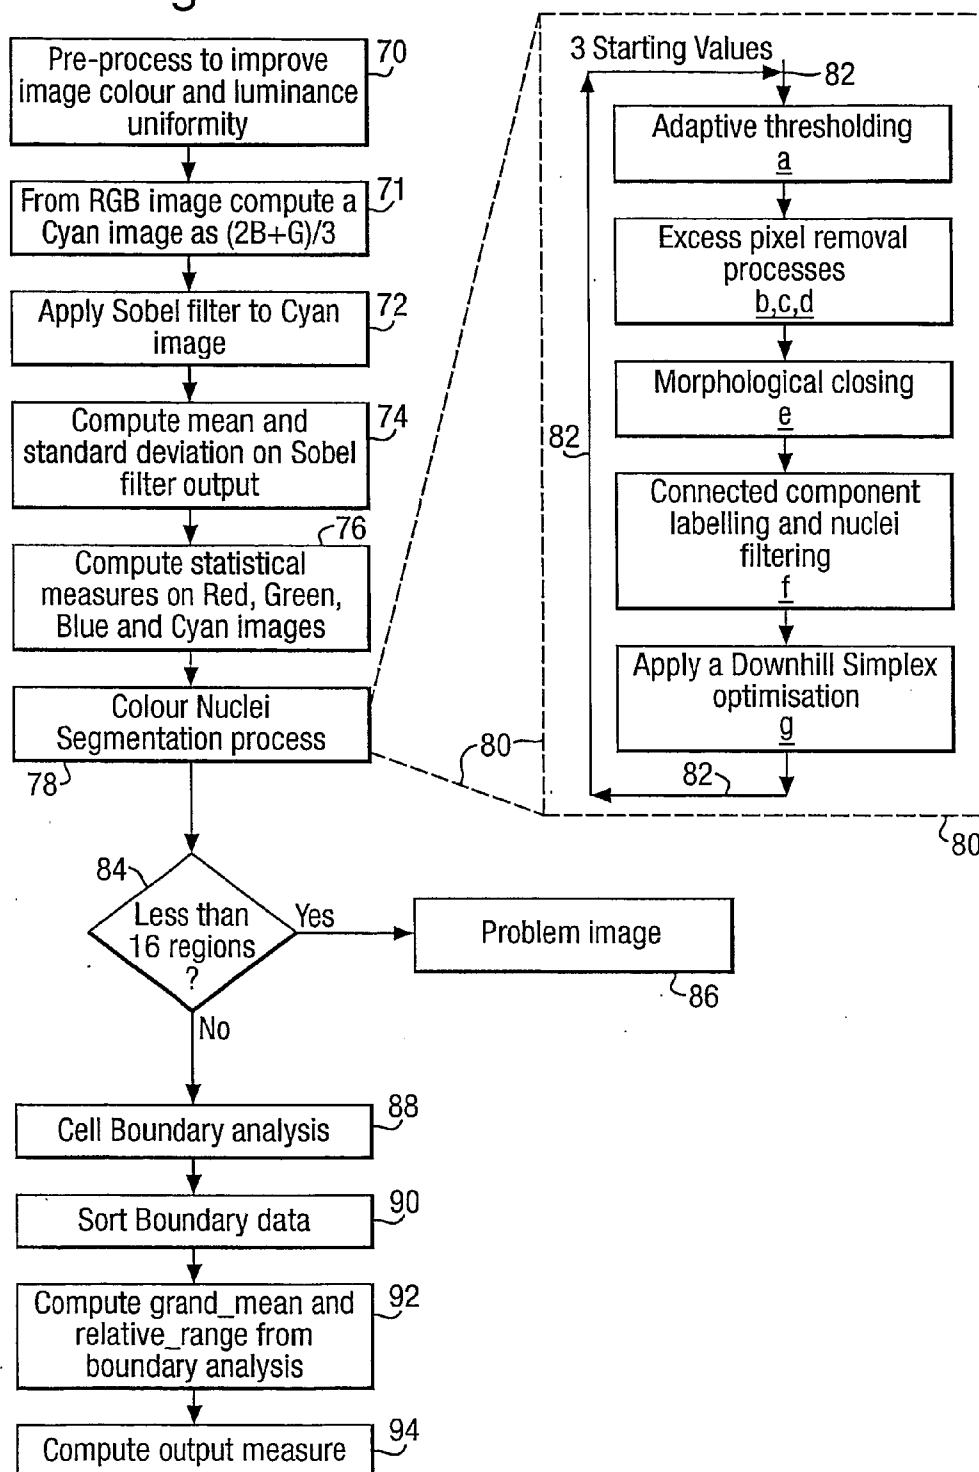 Pre-process to improve
image colour and luminance
uniformity
70
From RGB image compute a
Cyan image as (2B+G)/3
71
Apply Sobel filter to Cyan
image
72
Compute mean and
standard deviation on Sobel
filter output
74
76
Compute statistical
measures on Red, Green,
Blue and Cyan images
Colour Nuclei
Segmentation process
78
80
3 Starting Values
82
Adaptive thresholding
a
Excess pixel removal
processes
b,c,d
Morphological closing
e
82
Connected component
labelling and nuclei
filtering
f
Apply a Downhill Simplex
optimisation
g
82
80
84
Less than
16 regions
?
Yes
Problem image
86
No
Cell Boundary analysis
88
Sort Boundary data
90
Compute grand_mean and
relative_range from
boundary analysis
92
Compute output measure
94